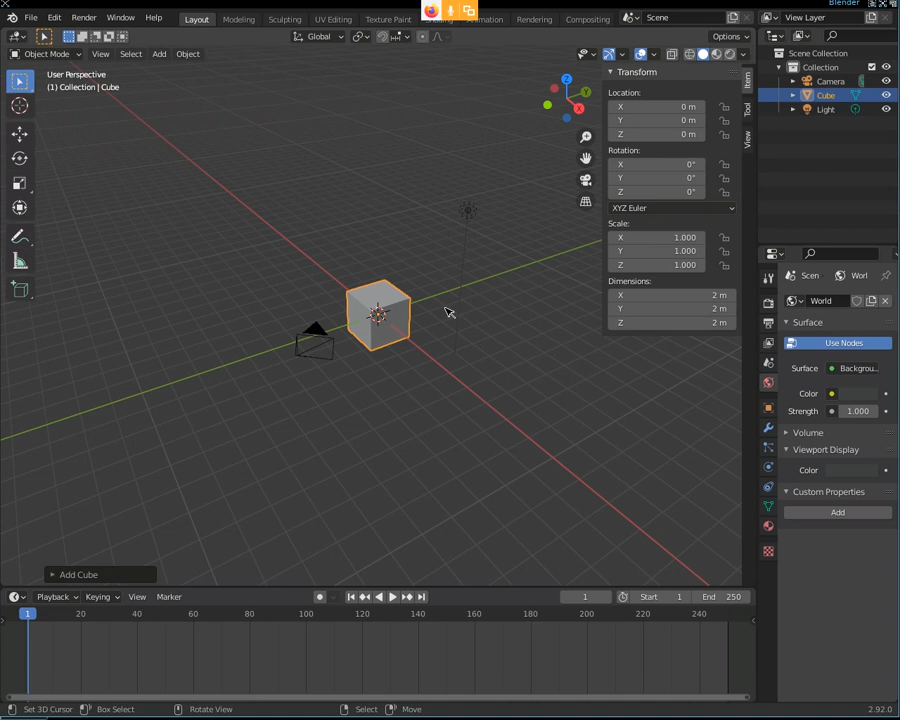 Blender
File Edit Render Window Help Layout Modeling Sculpting UV Editing Texture Paint Animation Rendering Compositing Scene View Layer
Global Options
Object Mode View Select Add Object
User Perspective
(1) Collection | Cube
Z
Y
X
Transform
Location:
X 0 m
Y 0 m
Z 0 m
Rotation:
X 0°
Y 0°
Z 0°
XYZ Euler
Scale:
X 1.000
Y 1.000
Z 1.000
Dimensions:
X 2 m
Y 2 m
Z 2 m
Item
Tool
View
Scene Collection
Collection
Camera
Cube
Light
Scen Worl
World
Surface
Use Nodes
Surface Backgrou...
Color
Strength 1.000
Volume
Viewport Display
Color
Custom Properties
Add
Add Cube
Playback Keying View Marker 1 Start 1 End 250
1 20 40 60 80 100 120 140 160 180 200 220 240
Set 3D Cursor Box Select Rotate View Select Move 2.92.0